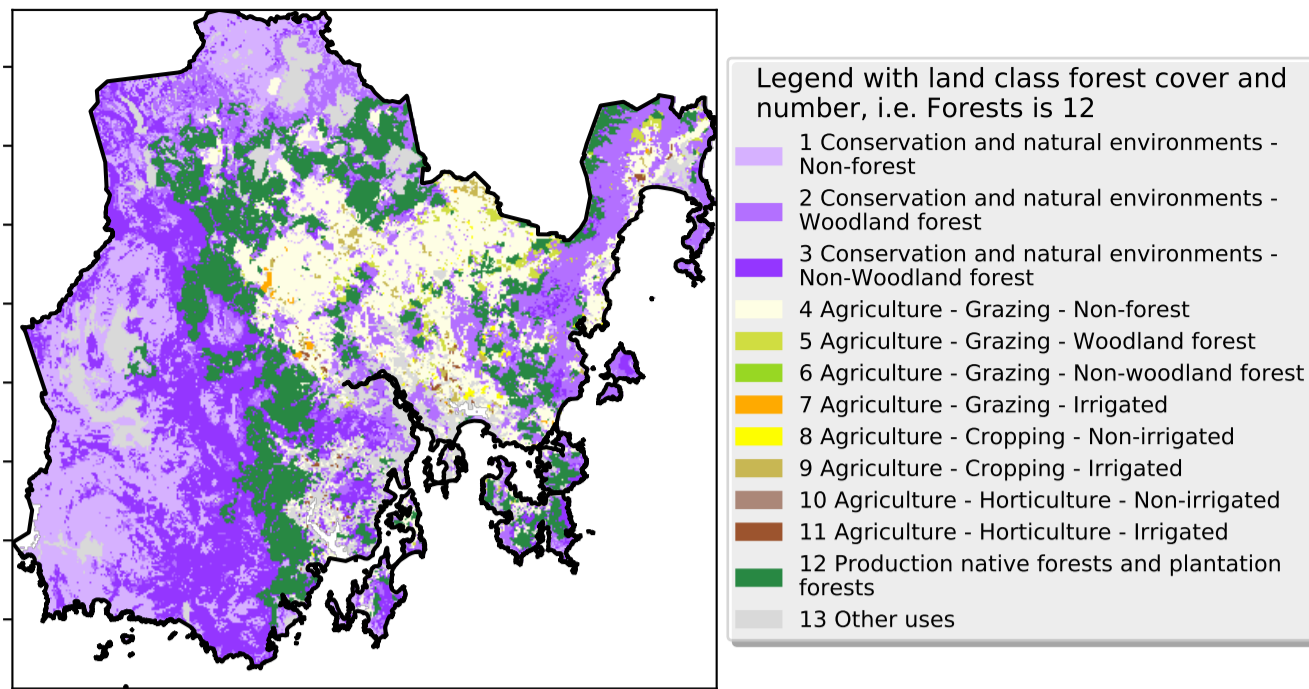 Legend with land class forest cover and
number, i.e. Forests is 12
1 Conservation and natural environments -
Non-forest
2 Conservation and natural environments -
Woodland forest
3 Conservation and natural environments -
Non-Woodland forest
4 Agriculture - Grazing - Non-forest
5 Agriculture - Grazing - Woodland forest
6 Agriculture - Grazing - Non-woodland forest
7 Agriculture - Grazing - Irrigated
8 Agriculture - Cropping - Non-irrigated
9 Agriculture - Cropping - Irrigated
10 Agriculture - Horticulture - Non-irrigated
11 Agriculture - Horticulture - Irrigated
12 Production native forests and plantation
forests
13 Other uses